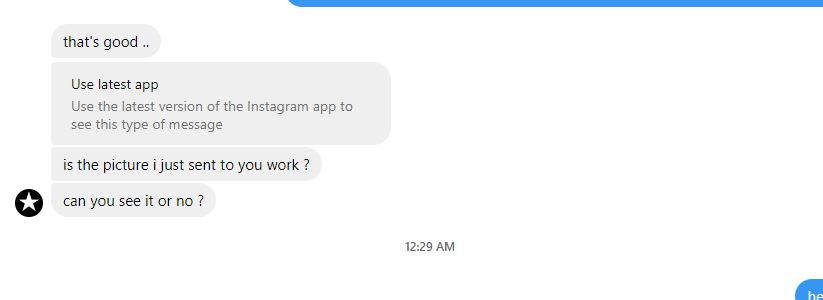 that's good ..
Use latest app
Use the latest version of the Instagram app to
see this type of message
is the picture i just sent to you work ?
can you see it or no ?
12:29 AM